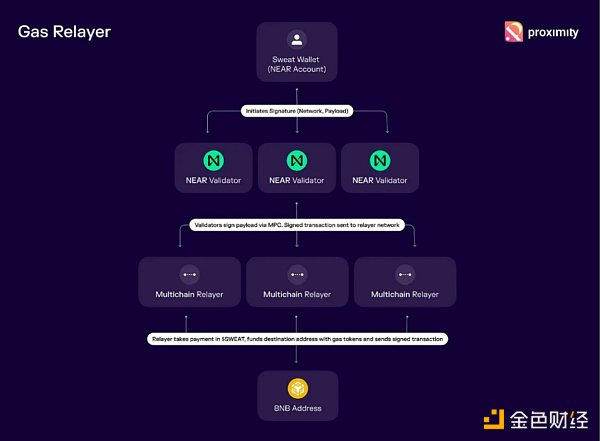 Gas Relayer
proximity
Sweat Wallet
(NEAR Account)
Initiates Signature (Network, Payload)
NEAR Validator
NEAR Validator
NEAR Validator
Validators sign payload via MPC. Signed transaction sent to relayer network
Multichain Relayer
Multichain Relayer
Multichain Relayer
Relayer takes payment in $SWEAT, funds destination address with gas tokens and sends signed transaction
BNB Address
金色财经